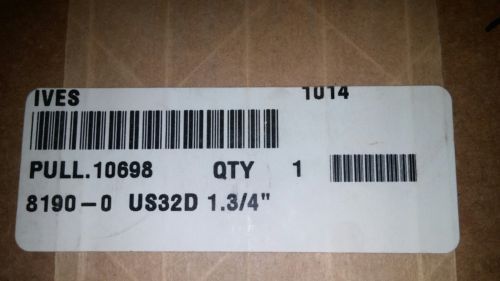 IVES 1014
PULL.10698 QTY 1
8190-0 US32D 1.3/4"